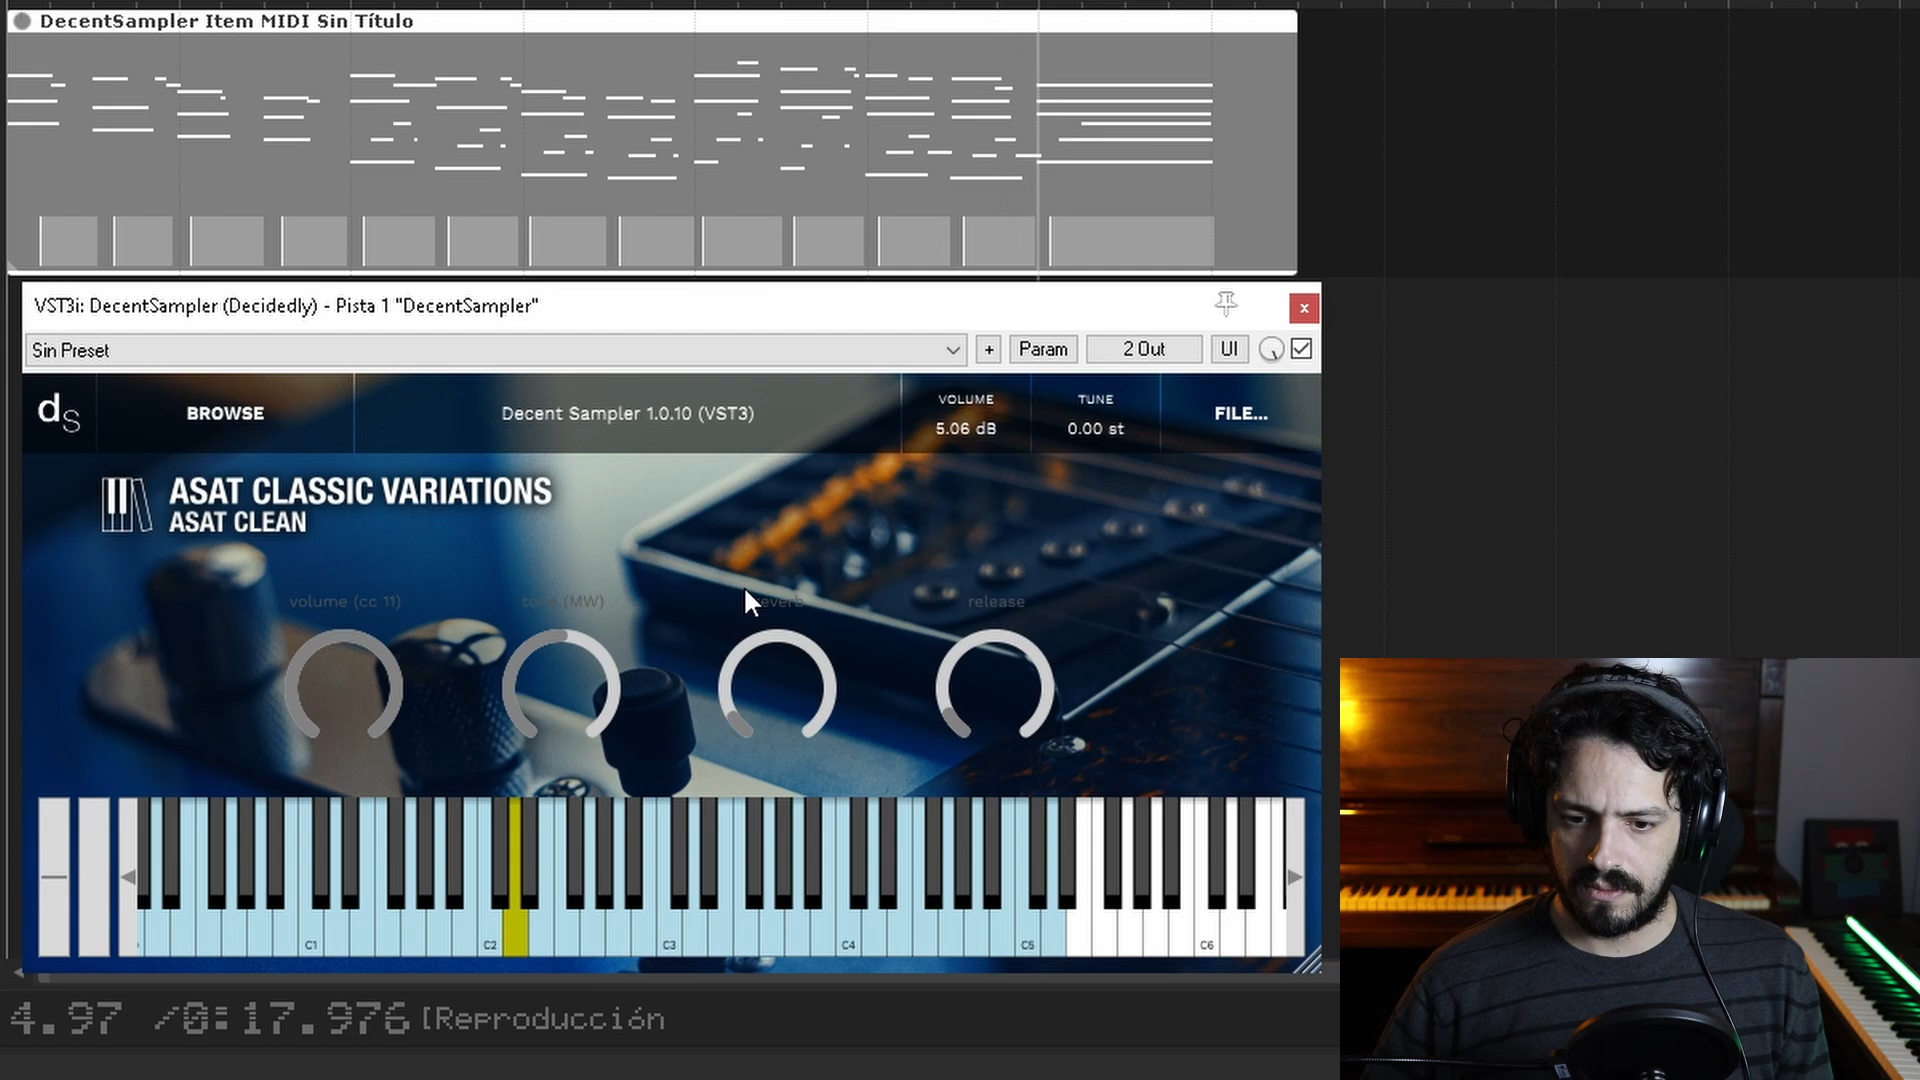 DecentSampler Item MIDI Sin Título
VST3i: DecentSampler (Decidedly) - Pista 1 "DecentSampler"
Sin Preset
+
Param
2 Out
UI
x
ds
BROWSE
Decent Sampler 1.0.10 (VST3)
VOLUME
5.06 dB
TUNE
0.00 st
FILE...
ASAT CLASSIC VARIATIONS
ASAT CLEAN
volume (cc 11)
(MW)
release
C1
C2
C3
C4
C5
C6
4.97 /0:17.976 [Reproducción